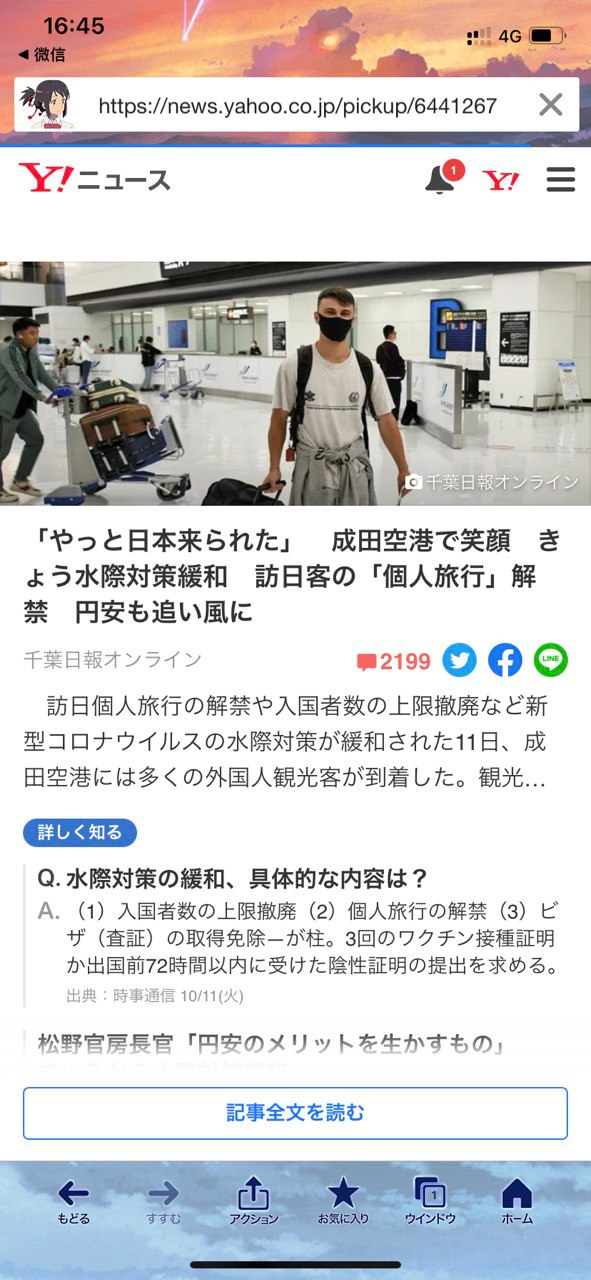 16:45
4G
◀ 微信
https://news.yahoo.co.jp/pickup/6441267
Y!ニュース
1
Y!
千葉日報オンライン
「やっと日本来られた」　成田空港で笑顔　き
ょう水際対策緩和　訪日客の「個人旅行」解
禁　円安も追い風に
千葉日報オンライン
2199
LINE
訪日個人旅行の解禁や入国者数の上限撤廃など新
型コロナウイルスの水際対策が緩和された11日、成
田空港には多くの外国人観光客が到着した。観光…
詳しく知る
Q. 水際対策の緩和、具体的な内容は？
A. （1）入国者数の上限撤廃（2）個人旅行の解禁（3）ビ
ザ（査証）の取得免除―が柱。3回のワクチン接種証明
か出国前72時間以内に受けた陰性証明の提出を求める。
出典：時事通信 10/11(火)
松野官房長官「円安のメリットを生かすもの」
記事全文を読む
もどる
すすむ
アクション
お気に入り
1
ウインドウ
ホーム